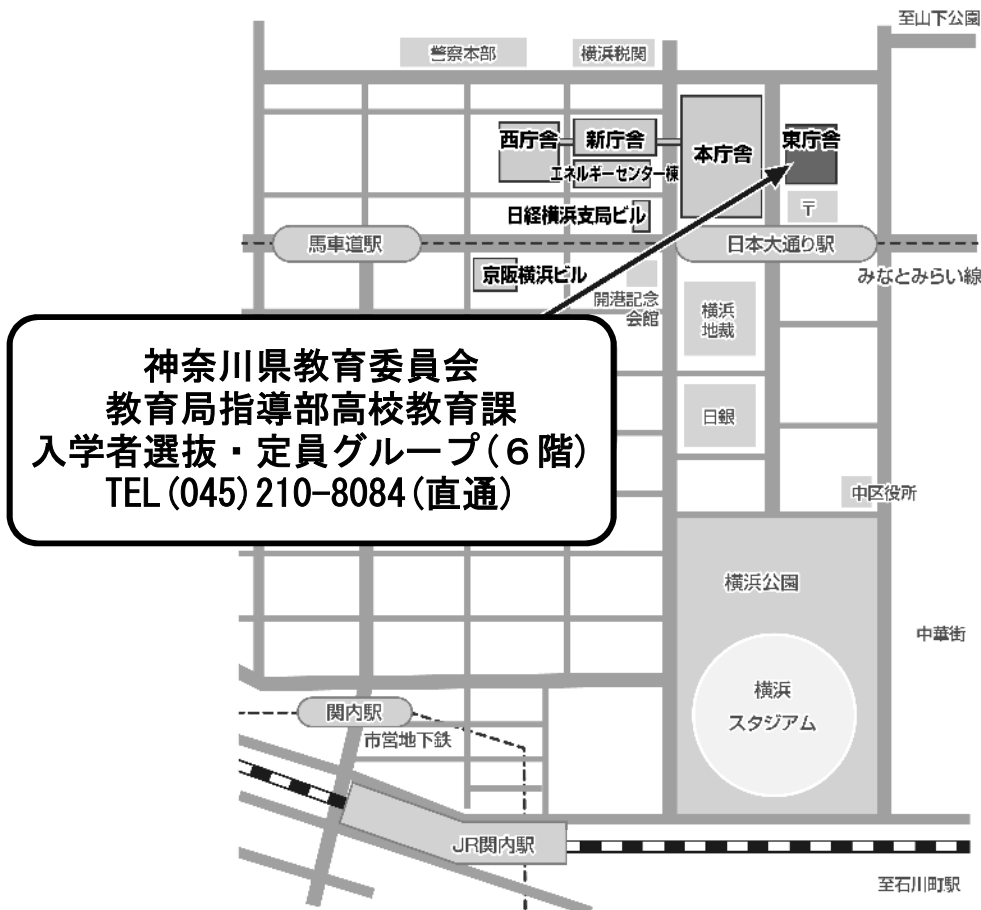 至山下公園
警察本部
横浜税関
西庁舎
新庁舎
本庁舎
東庁舎
エネルギーセンター棟
日経横浜支局ビル
〒
馬車道駅
日本大通り駅
みなとみらい線
京阪横浜ビル
開港記念
会館
横浜
地裁
神奈川県教育委員会
教育局指導部高校教育課
入学者選抜・定員グループ(6階)
TEL(045)210-8084(直通)
日銀
中区役所
横浜公園
中華街
横浜
スタジアム
関内駅
市営地下鉄
JR関内駅
至石川町駅